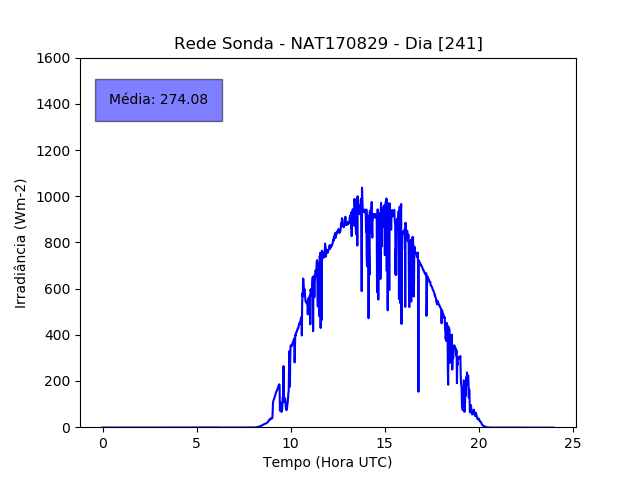 Rede Sonda - NAT170829 - Dia [241]
1600
1400
1200
1000
800
600
400
200
0
Média: 274.08
Irradiância (Wm-2)
0 5 10 15 20 25
Tempo (Hora UTC)